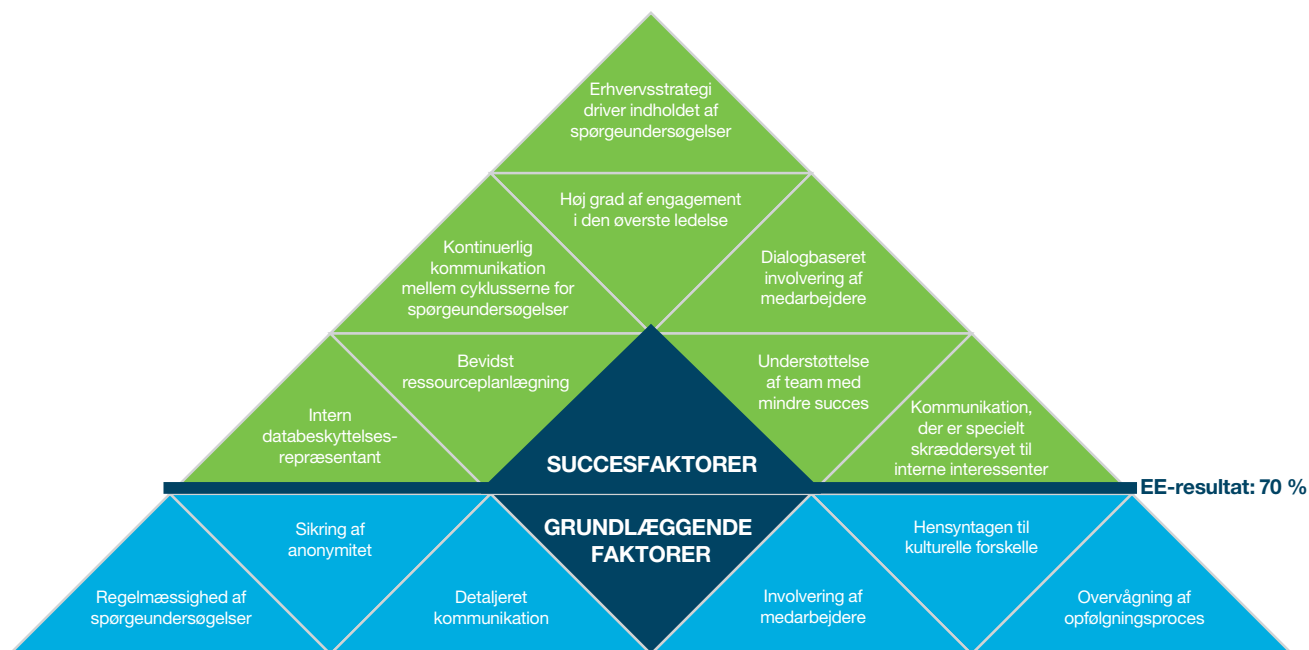 Erhvervsstrategi
driver indholdet af
spørgeundersøgelser
Høj grad af engagement
i den øverste ledelse
Kontinuerlig
kommunikation
mellem cyklusserne for
spørgeundersøgelser
Dialogbaseret
involvering af
medarbejdere
Bevidst
ressourceplanlægning
Understøttelse
af team med
mindre succes
Intern
databeskyttelses-
repræsentant
Kommunikation,
der er specielt
skræddersyet til
interne interessenter
SUCCESFAKTORER
EE-resultat: 70 %
GRUNDLÆGGENDE
FAKTORER
Sikring af
anonymitet
Hensyntagen til
kulturelle forskelle
Regelmæssighed af
spørgeundersøgelser
Detaljeret
kommunikation
Involvering af
medarbejdere
Overvågning af
opfølgningsproces